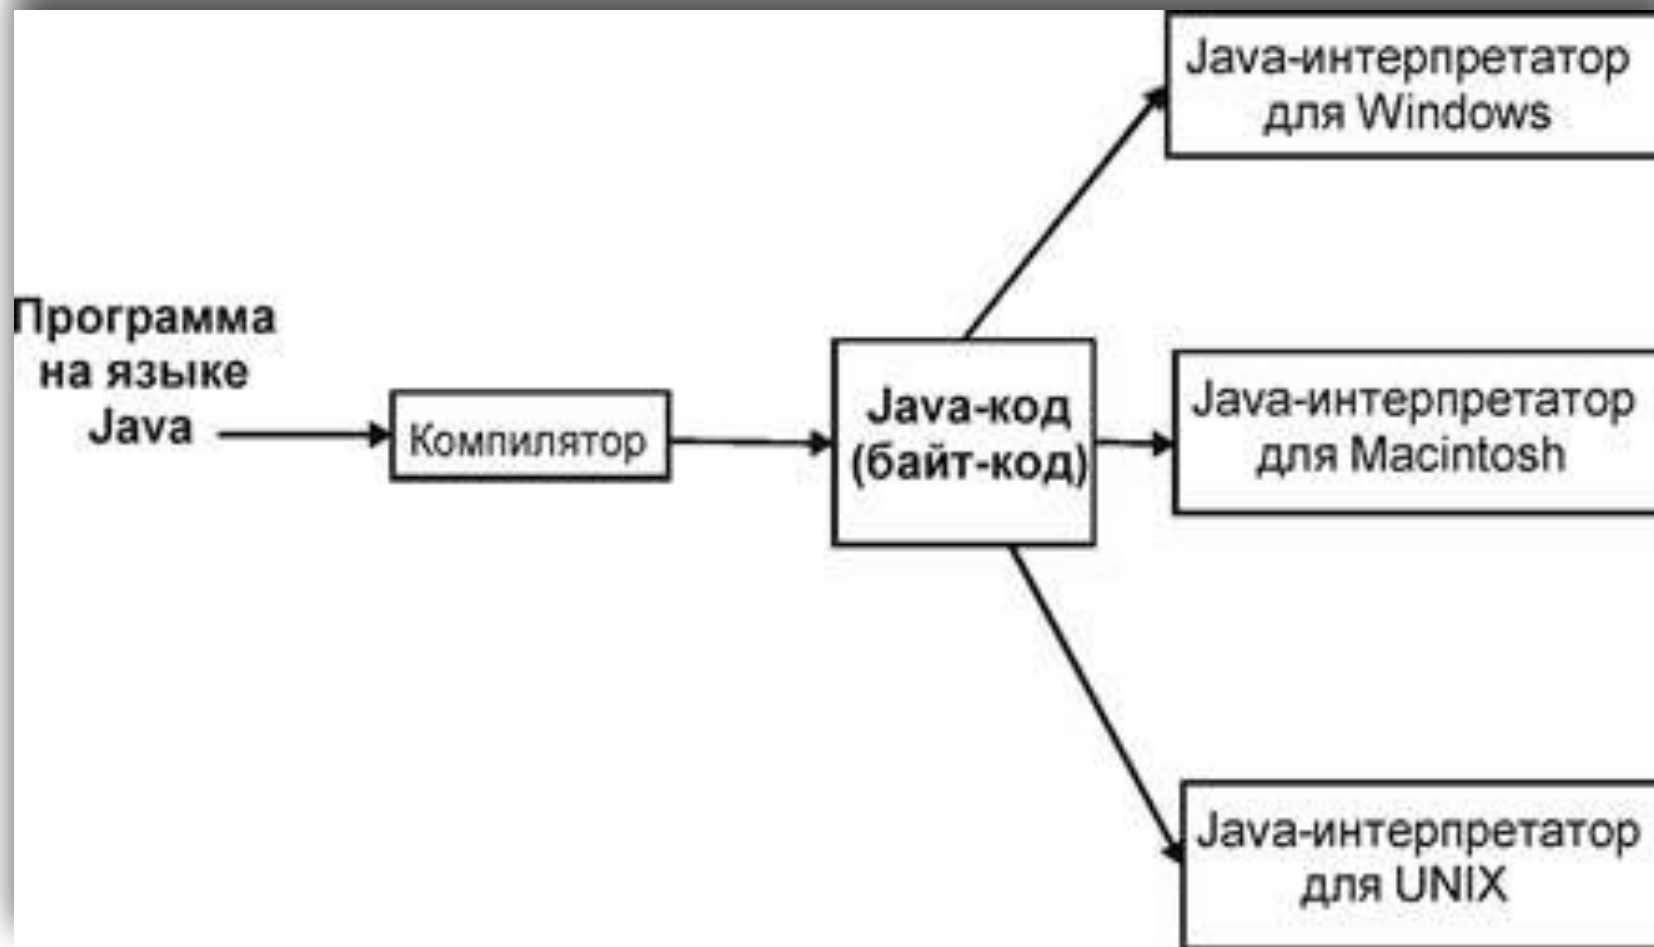 Программа
на языке
Java
Компилятор
Java-код
(байт-код)
Java-интерпретатор
для Windows
Java-интерпретатор
для Macintosh
Java-интерпретатор
для UNIX